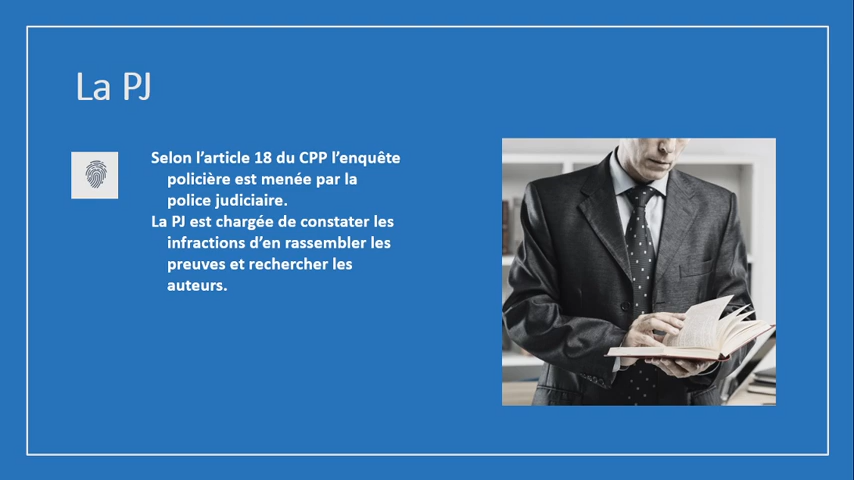 La PJ
Selon l’article 18 du CPP l’enquête
policière est menée par la
police judiciaire.
La PJ est chargée de constater les
infractions d’en rassembler les
preuves et rechercher les
auteurs.